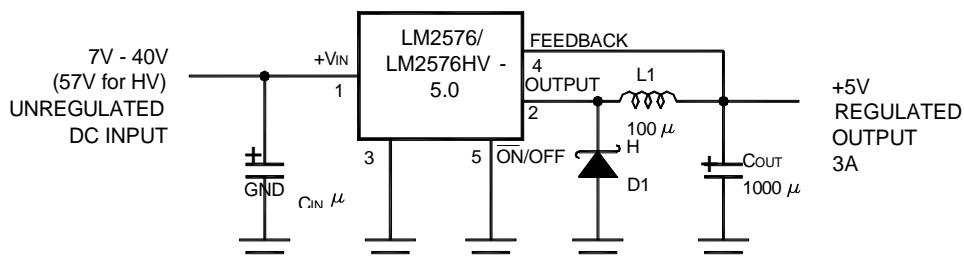 7V - 40V
(57V for HV)
UNREGULATED
DC INPUT
+VIN
1
LM2576/
LM2576HV -
5.0
FEEDBACK
4
OUTPUT
2
L1
100 μ
H
+5V
REGULATED
OUTPUT
3A
3
5
ON/OFF
D1
+
GND
CIN μ
+
COUT
1000 μ